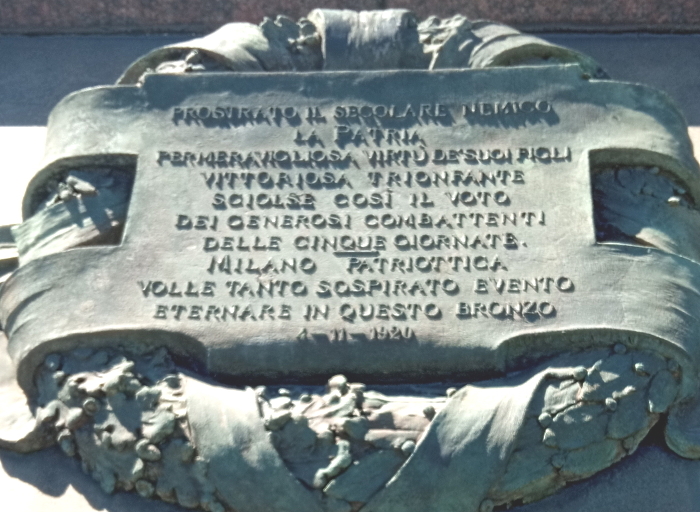 PROSTRATO IL SECOLARE NEMICO
LA PATRIA
PER MERAVIGLIOSA VIRTÙ DE' SUOI FIGLI
VITTORIOSA TRIONFANTE
SCIOLSE COSÌ IL VOTO
DEI GENEROSI COMBATTENTI
DELLE CINQUE GIORNATE.
MILANO PATRIOTTICA
VOLLE TANTO SOSPIRATO EVENTO
ETERNARE IN QUESTO BRONZO
4-11-1920